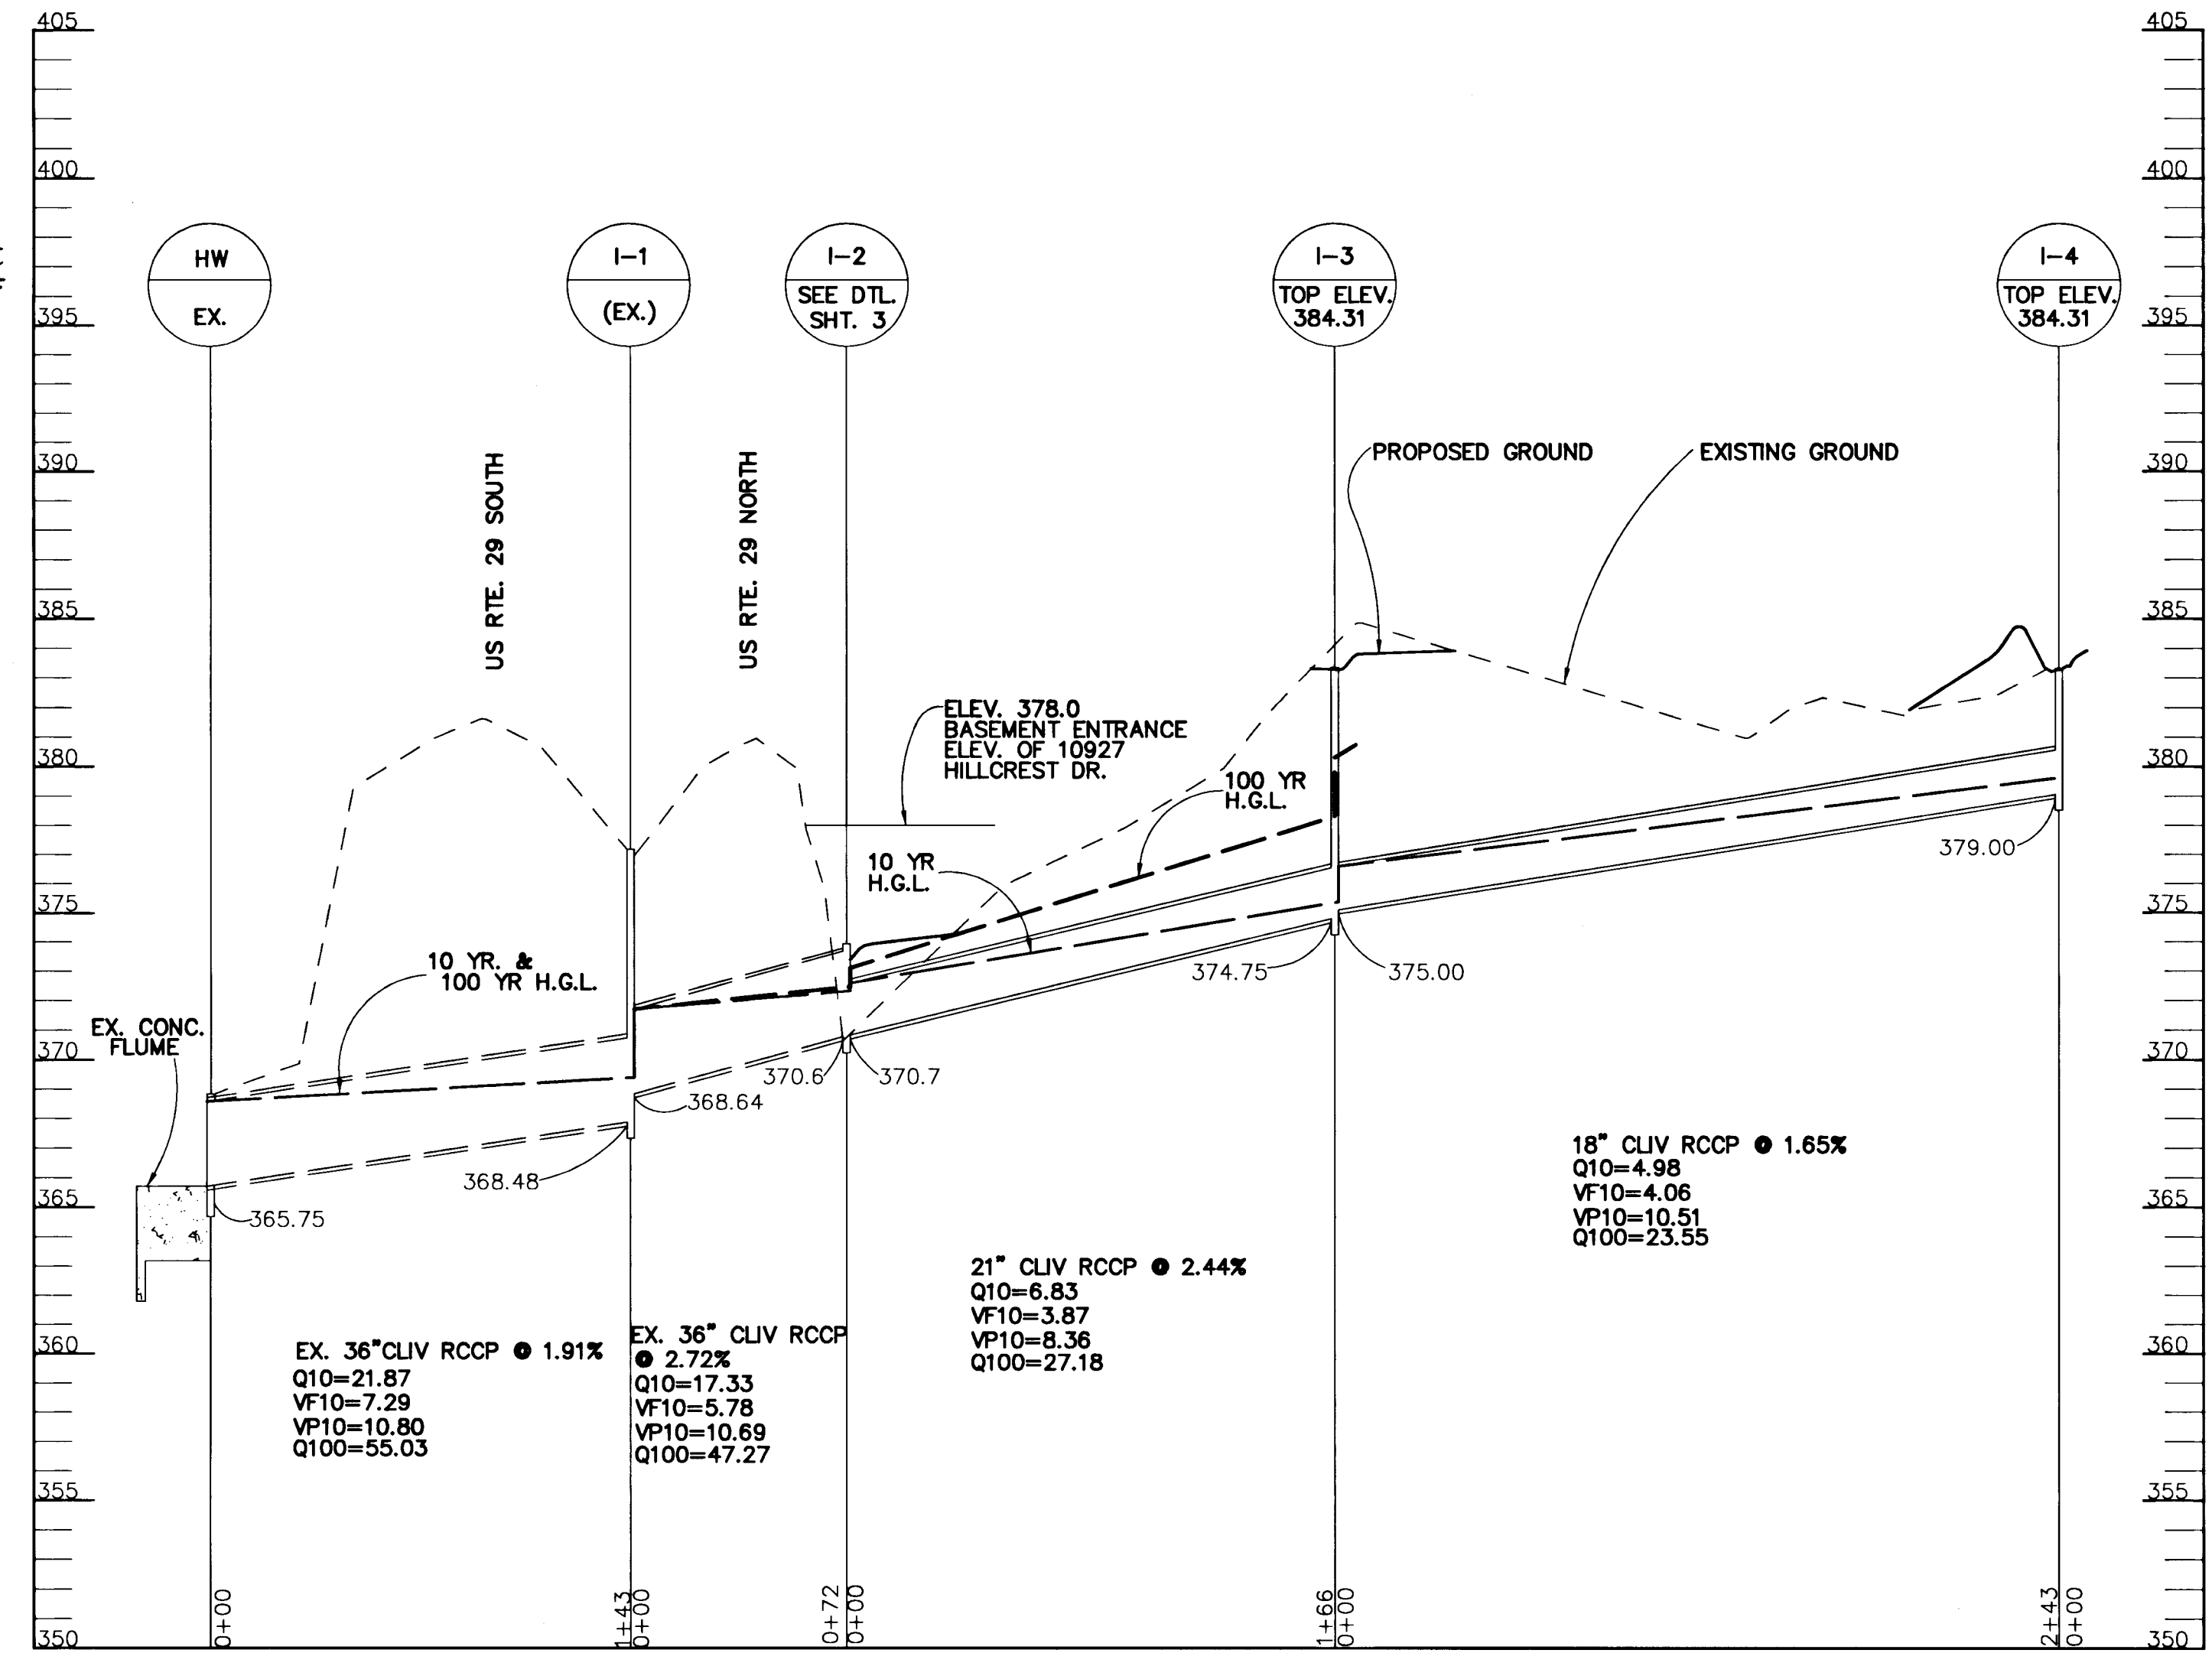 405
405
400
400
HW
EX.
I-1
(EX.)
I-2
SEE DTL.
SHT. 3
I-3
TOP ELEV.
384.31
I-4
TOP ELEV.
384.31
395
395
390
390
US RTE. 29 SOUTH
US RTE. 29 NORTH
PROPOSED GROUND
EXISTING GROUND
385
385
ELEV. 378.0
BASEMENT ENTRANCE
ELEV. OF 10927
HILLCREST DR.
380
380
100 YR
H.G.L.
10 YR
H.G.L.
379.00
375
375
10 YR. &
100 YR H.G.L.
374.75
375.00
EX. CONC.
FLUME
370
370
370.6
370.7
368.64
368.48
365.75
365
365
18" CLIV RCCP @ 1.65%
Q10=4.98
VF10=4.06
VP10=10.51
Q100=23.55
21" CLIV RCCP @ 2.44%
Q10=6.83
VF10=3.87
VP10=8.36
Q100=27.18
360
360
EX. 36"CLIV RCCP @ 1.91%
Q10=21.87
VF10=7.29
VP10=10.80
Q100=55.03
EX. 36" CLIV RCCP
@ 2.72%
Q10=17.33
VF10=5.78
VP10=10.69
Q100=47.27
355
355
0+00
1+43
0+00
0+72
0+00
1+66
0+00
2+43
0+00
350
350